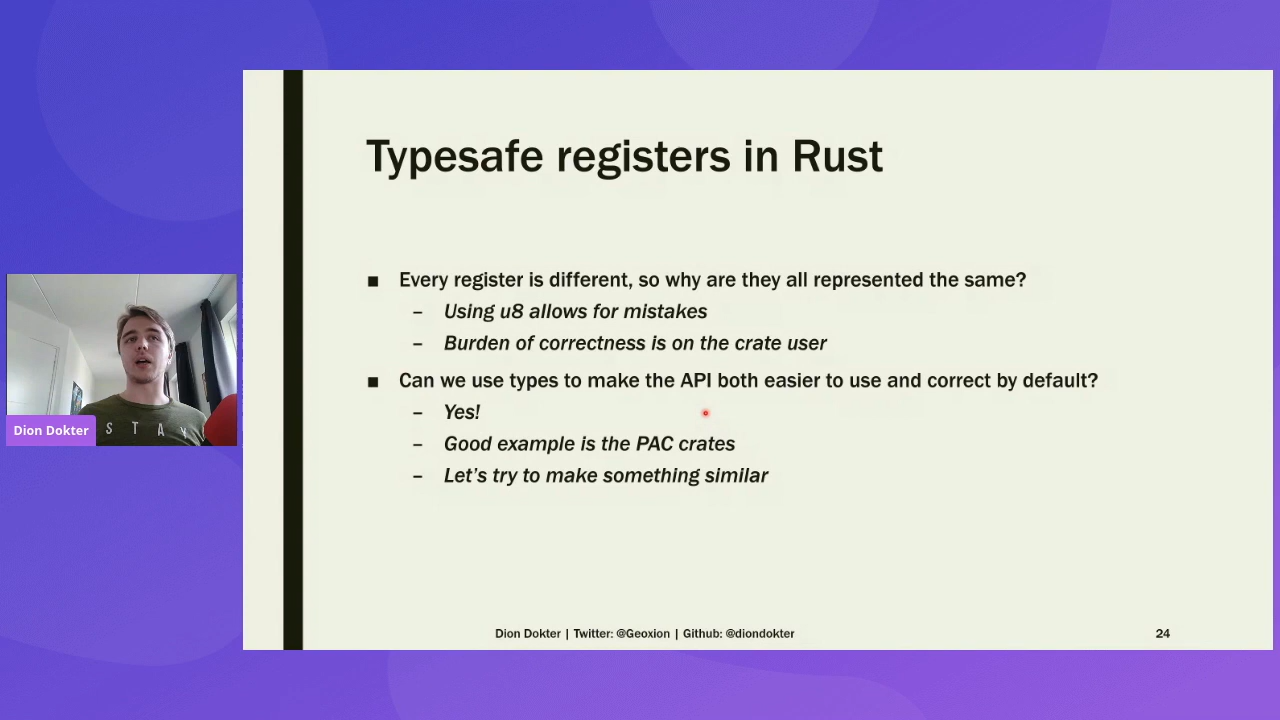 Typesafe registers in Rust
■ Every register is different, so why are they all represented the same?
– Using u8 allows for mistakes
– Burden of correctness is on the crate user
■ Can we use types to make the API both easier to use and correct by default?
– Yes!
– Good example is the PAC crates
– Let's try to make something similar
Dion Dokter
S T A Y
Dion Dokter | Twitter: @Geoxion | Github: @diondokter
24